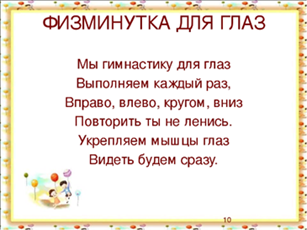 ФИЗМИНУТКА ДЛЯ ГЛАЗ
Мы гимнастику для глаз
Выполняем каждый раз,
Вправо, влево, кругом, вниз
Повторить ты не ленись.
Укрепляем мышцы глаз
Видеть будем сразу.
10